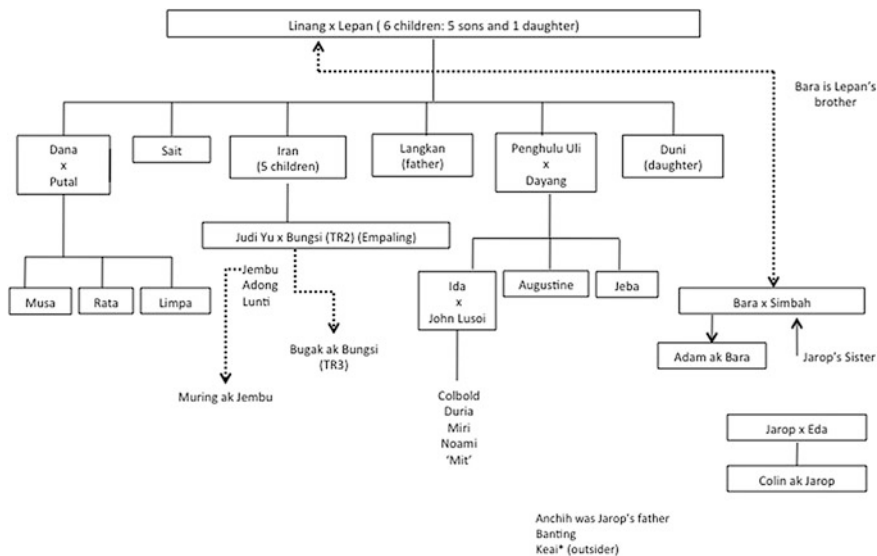 Linang x Lepan ( 6 children: 5 sons and 1 daughter)
Bara is Lepan's
brother
Dana
x
Putal
Sait
Iran
(5 children)
Langkan
(father)
Penghulu Uli
x
Dayang
Duni
(daughter)
Judi Yu x Bungsi (TR2) (Empaling)
Jembu
Adong
Lunti
Musa
Rata
Limpa
Ida
x
John Lusoi
Augustine
Jeba
Bara x Simbah
Bugak ak Bungsi
(TR3)
Adam ak Bara
Jarop's Sister
Muring ak Jembu
Colbold
Duria
Miri
Noami
'Mit'
Jarop x Eda
Colin ak Jarop
Anchih was Jarop's father
Banting
Keai* (outsider)